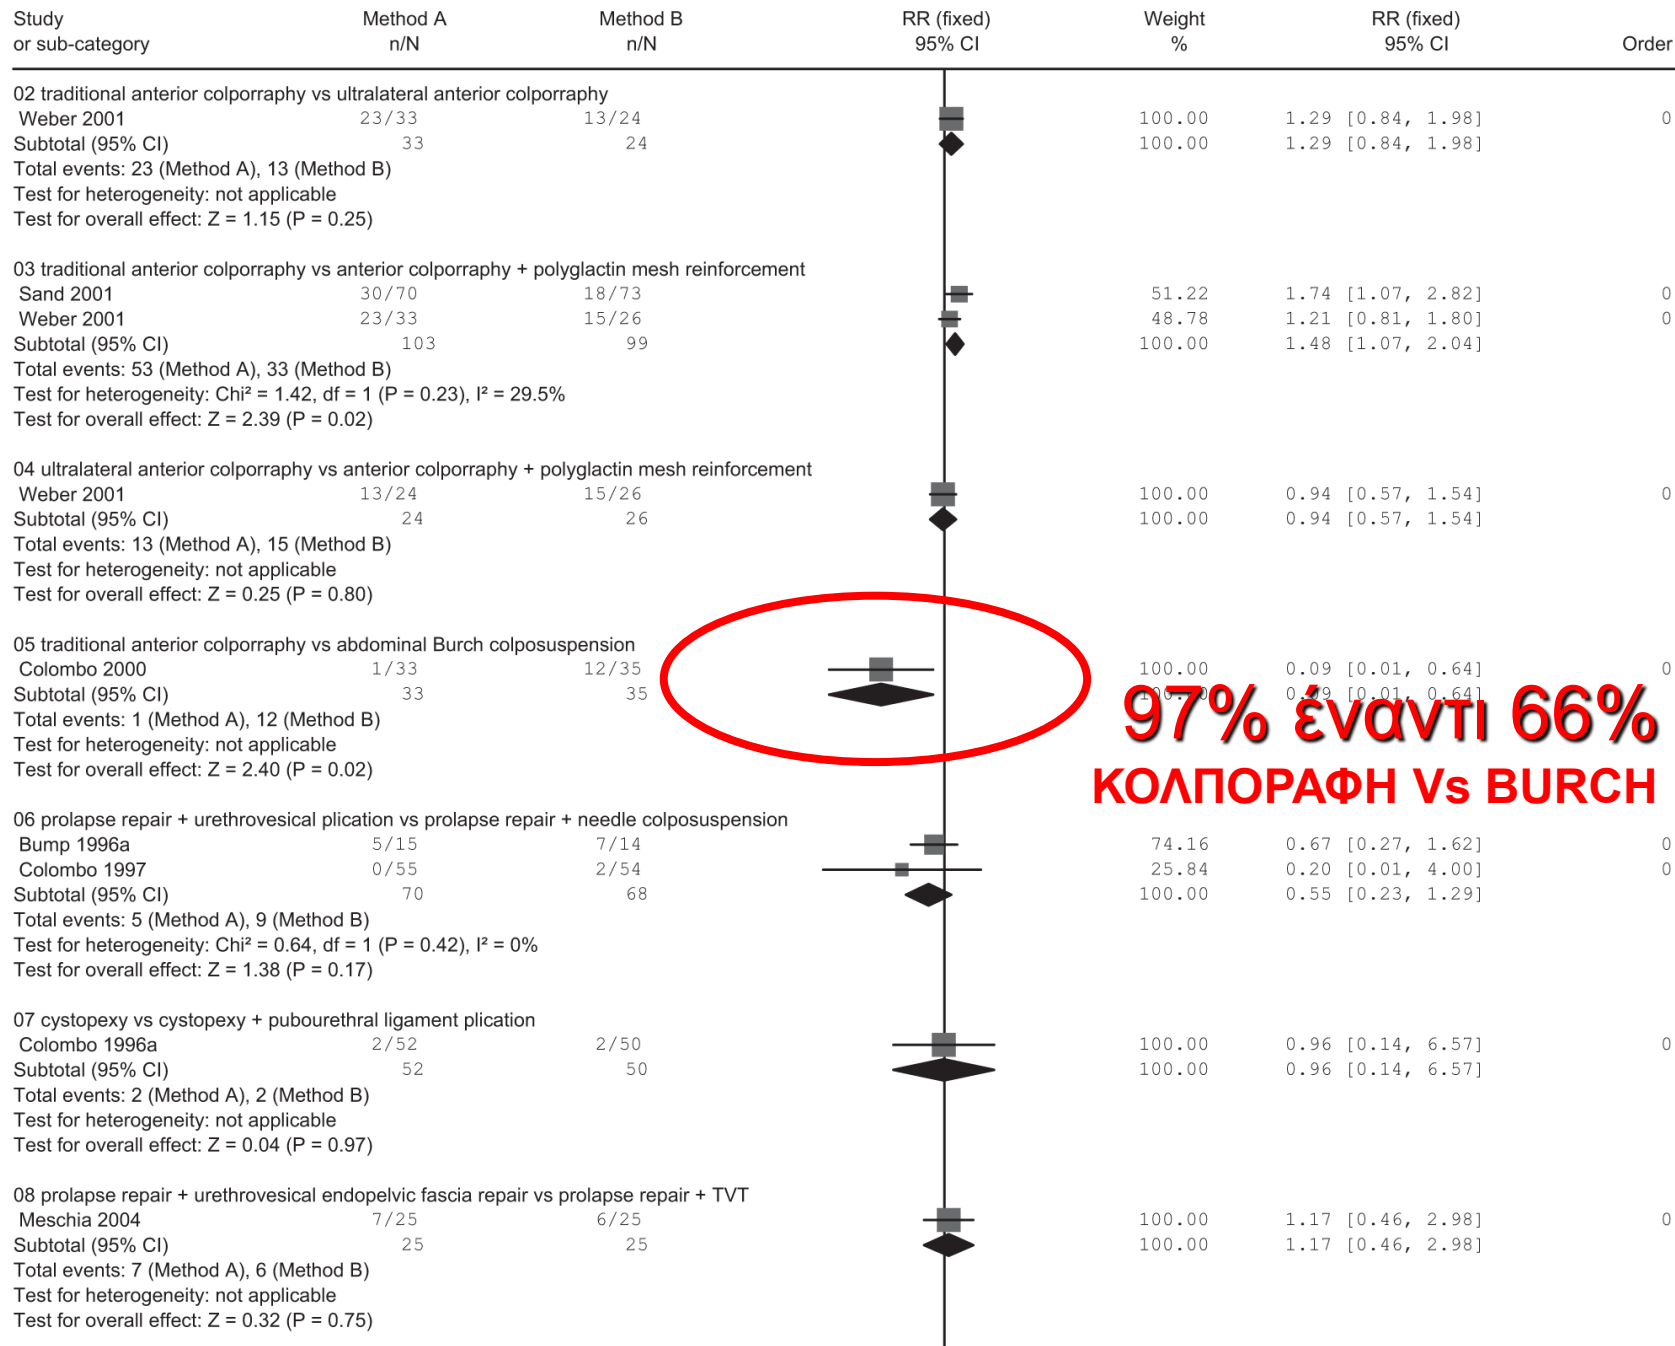 Study Method A Method B RR (fixed) Weight RR (fixed)
or sub-category n/N n/N 95% CI % 95% CI Order
02 traditional anterior colporraphy vs ultralateral anterior colporraphy
Weber 2001 23/33 13/24 100.00 1.29 [0.84, 1.98] 0
Subtotal (95% CI) 33 24 100.00 1.29 [0.84, 1.98]
Total events: 23 (Method A), 13 (Method B)
Test for heterogeneity: not applicable
Test for overall effect: Z = 1.15 (P = 0.25)
03 traditional anterior colporraphy vs anterior colporraphy + polyglactin mesh reinforcement
Sand 2001 30/70 18/73 51.22 1.74 [1.07, 2.82] 0
Weber 2001 23/33 15/26 48.78 1.21 [0.81, 1.80] 0
Subtotal (95% CI) 103 99 100.00 1.48 [1.07, 2.04]
Total events: 53 (Method A), 33 (Method B)
Test for heterogeneity: Chi² = 1.42, df = 1 (P = 0.23), I² = 29.5%
Test for overall effect: Z = 2.39 (P = 0.02)
04 ultralateral anterior colporraphy vs anterior colporraphy + polyglactin mesh reinforcement
Weber 2001 13/24 15/26 100.00 0.94 [0.57, 1.54] 0
Subtotal (95% CI) 24 26 100.00 0.94 [0.57, 1.54]
Total events: 13 (Method A), 15 (Method B)
Test for heterogeneity: not applicable
Test for overall effect: Z = 0.25 (P = 0.80)
05 traditional anterior colporraphy vs abdominal Burch colposuspension
Colombo 2000 1/33 12/35 100.00 0.09 [0.01, 0.64] 0
Subtotal (95% CI) 33 35 100.00 0.09 [0.01, 0.64]
97% έναντι 66%
Total events: 1 (Method A), 12 (Method B)
Test for heterogeneity: not applicable
Test for overall effect: Z = 2.40 (P = 0.02)
ΚΟΛΠΟΡΑΦΗ Vs BURCH
06 prolapse repair + urethrovesical plication vs prolapse repair + needle colposuspension
Bump 1996a 5/15 7/14 74.16 0.67 [0.27, 1.62] 0
Colombo 1997 0/55 2/54 25.84 0.20 [0.01, 4.00] 0
Subtotal (95% CI) 70 68 100.00 0.55 [0.23, 1.29]
Total events: 5 (Method A), 9 (Method B)
Test for heterogeneity: Chi² = 0.64, df = 1 (P = 0.42), I² = 0%
Test for overall effect: Z = 1.38 (P = 0.17)
07 cystopexy vs cystopexy + pubourethral ligament plication
Colombo 1996a 2/52 2/50 100.00 0.96 [0.14, 6.57] 0
Subtotal (95% CI) 52 50 100.00 0.96 [0.14, 6.57]
Total events: 2 (Method A), 2 (Method B)
Test for heterogeneity: not applicable
Test for overall effect: Z = 0.04 (P = 0.97)
08 prolapse repair + urethrovesical endopelvic fascia repair vs prolapse repair + TVT
Meschia 2004 7/25 6/25 100.00 1.17 [0.46, 2.98] 0
Subtotal (95% CI) 25 25 100.00 1.17 [0.46, 2.98]
Total events: 7 (Method A), 6 (Method B)
Test for heterogeneity: not applicable
Test for overall effect: Z = 0.32 (P = 0.75)